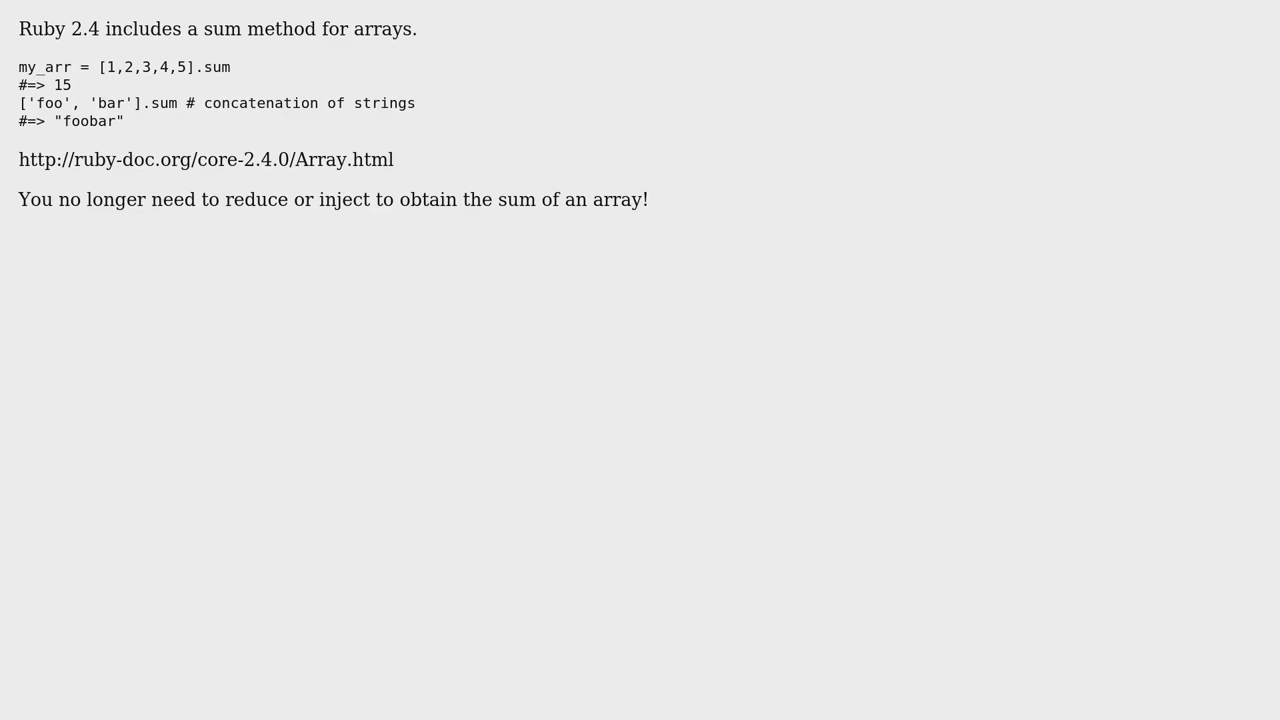 Ruby 2.4 includes a sum method for arrays.
my_arr = [1,2,3,4,5].sum
#=> 15
['foo', 'bar'].sum # concatenation of strings
#=> "foobar"
http://ruby-doc.org/core-2.4.0/Array.html
You no longer need to reduce or inject to obtain the sum of an array!